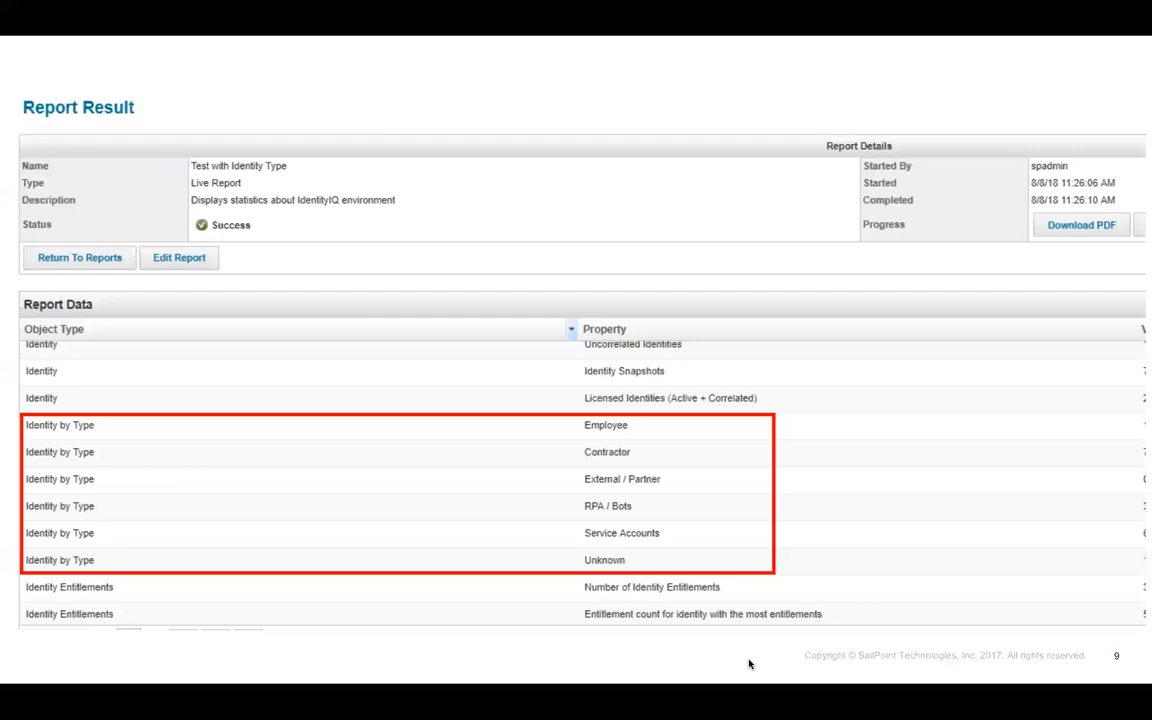 Report Result
Report Details
Name Test with Identity Type Started By spadmin
Type Live Report Started 8/8/18 11:26:06 AM
Description Displays statistics about IdentityIQ environment Completed 8/8/18 11:26:10 AM
Status Success Progress Download PDF
Return To Reports Edit Report
Report Data
Object Type Property
Identity Uncorrelated Identities
Identity Identity Snapshots
Identity Licensed Identities (Active + Correlated)
Identity by Type Employee
Identity by Type Contractor
Identity by Type External / Partner
Identity by Type RPA / Bots
Identity by Type Service Accounts
Identity by Type Unknown
Identity Entitlements Number of Identity Entitlements
Identity Entitlements Entitlement count for identity with the most entitlements
Copyright © SailPoint Technologies, Inc. 2017. All rights reserved. 9